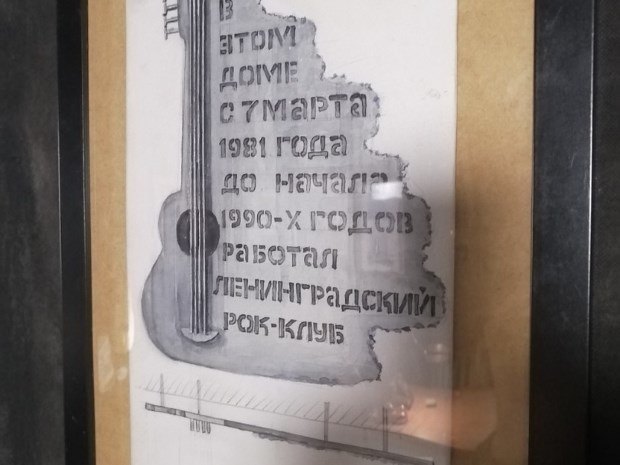 В
ЭТОМ
ДОМЕ
С 7 МАРТА
1981 ГОДА
ДО НАЧАЛА
1990-Х ГОДОВ
РАБОТАЛ
ЛЕНИНГРАДСКИЙ
РОК-КЛУБ